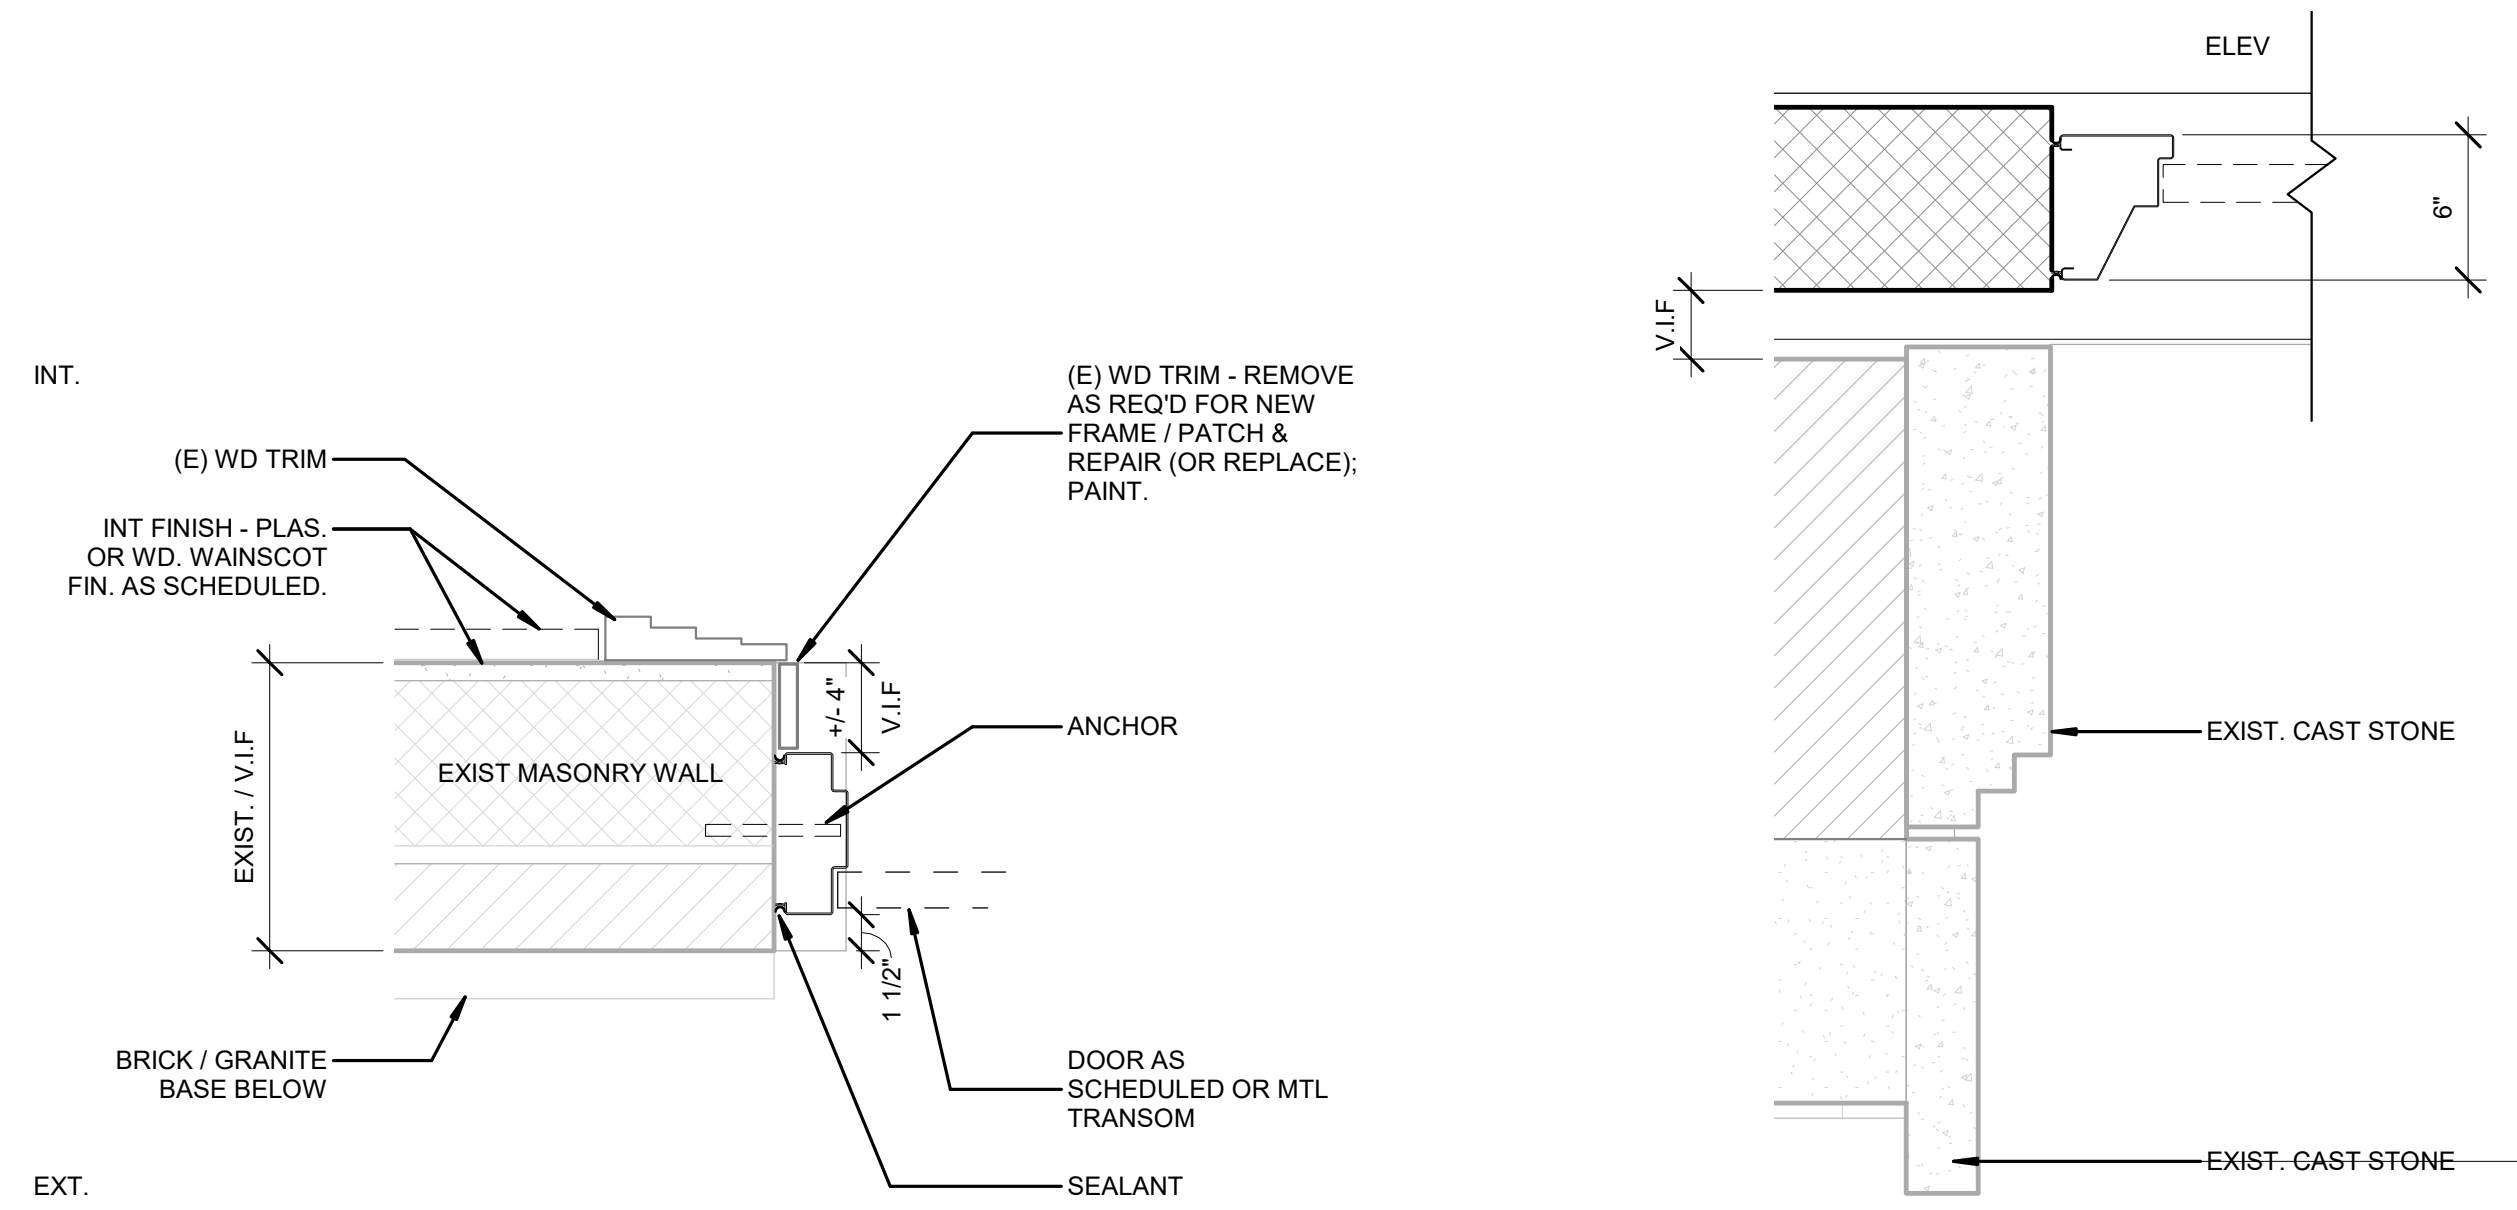 INT.
(E) WD TRIM
INT FINISH - PLAS.
OR WD. WAINSCOT
FIN. AS SCHEDULED.
EXIST. / V.I.F
EXIST MASONRY WALL
BRICK / GRANITE
BASE BELOW
EXT.
(E) WD TRIM - REMOVE
AS REQ'D FOR NEW
FRAME / PATCH &
REPAIR (OR REPLACE);
PAINT.
+/- 4"
V.I.F
ANCHOR
1 1/2"
DOOR AS
SCHEDULED OR MTL
TRANSOM
SEALANT
ELEV
6"
V.I.F
EXIST. CAST STONE
EXIST. CAST STONE